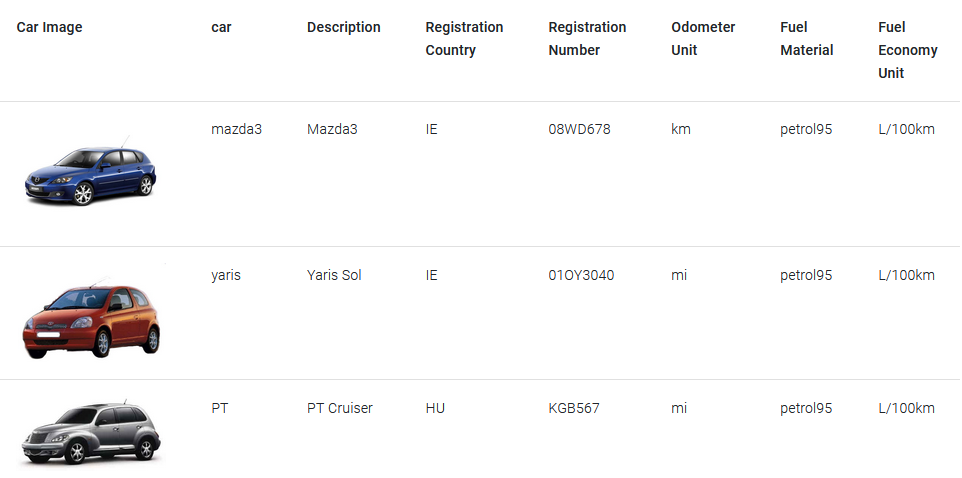 Car Image car Description Registration Country Registration Number Odometer Unit Fuel Material Fuel Economy Unit
mazda3 Mazda3 IE 08WD678 km petrol95 L/100km
yaris Yaris Sol IE 01OY3040 mi petrol95 L/100km
PT PT Cruiser HU KGB567 mi petrol95 L/100km